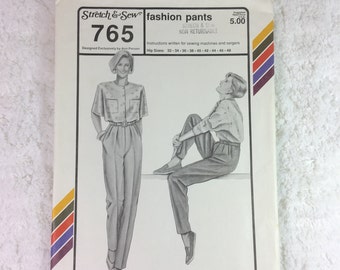 Stretch & Sew®
765
Designed Exclusively by Ann Person
fashion pants
5.00
Instructions written for sewing machines and sergers
Hip Sizes: 32 - 34 - 36 - 38 - 40 - 42 - 44 - 46 - 48